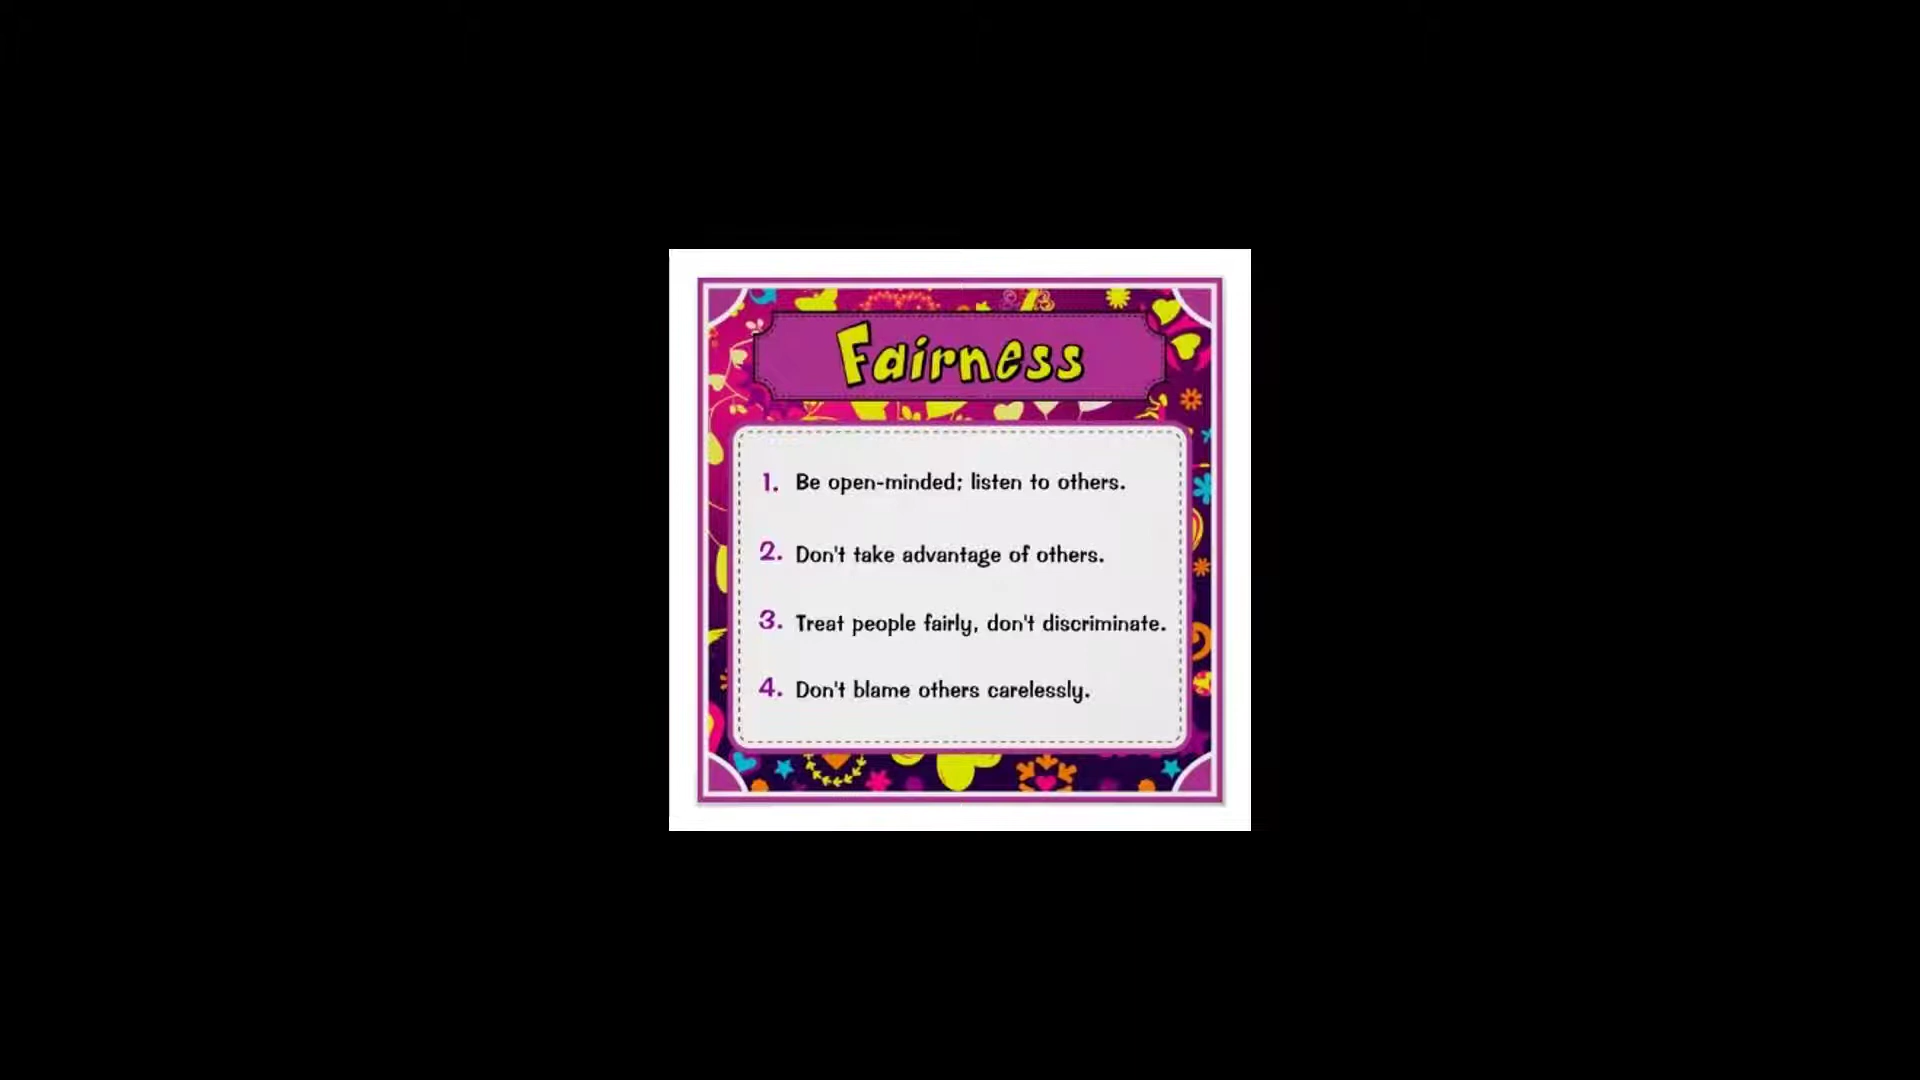 Fairness
1. Be open-minded; listen to others.
2. Don't take advantage of others.
3. Treat people fairly, don't discriminate.
4. Don't blame others carelessly.